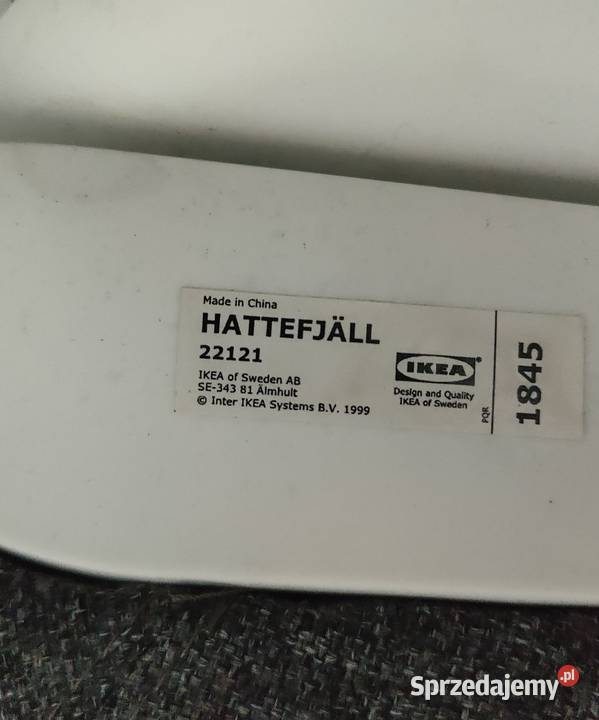 Made in China
HATTEFJÄLL
22121
IKEA of Sweden AB
SE-343 81 Älmhult
© Inter IKEA Systems B.V. 1999
IKEA®
Design and Quality
IKEA of Sweden
PQR
1845
Sprzedajemy.pl